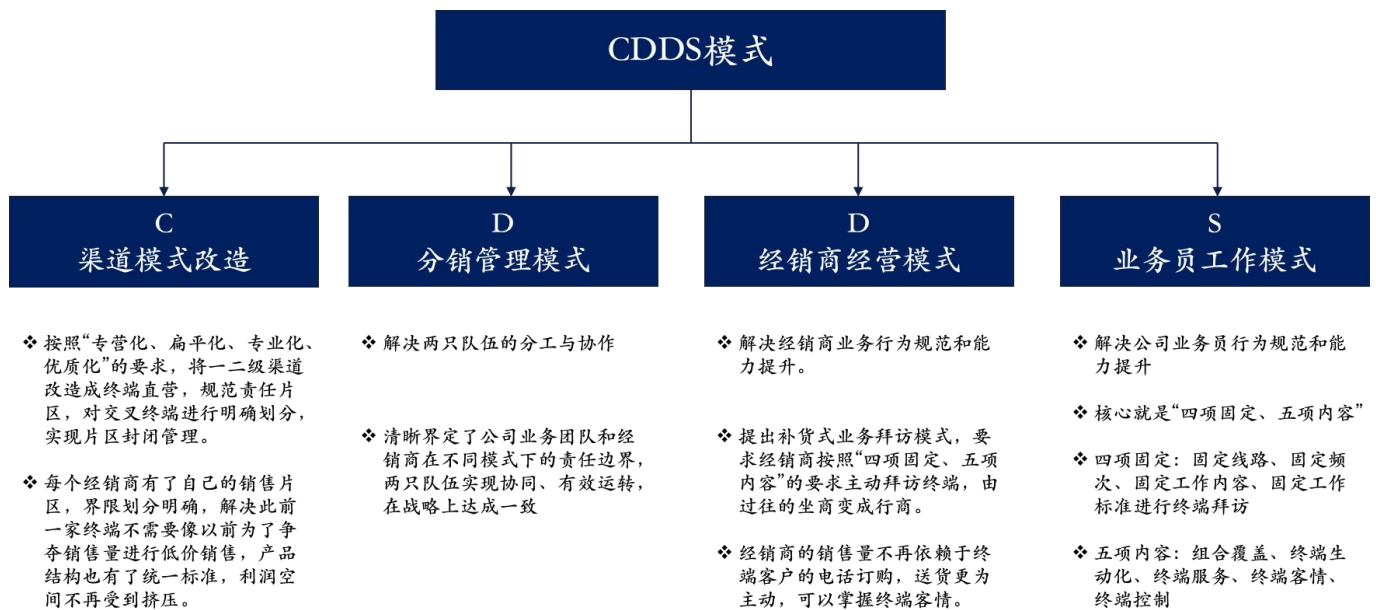 CDDS模式
C
渠道模式改造
D
分销管理模式
D
经销商经营模式
S
业务员工作模式
❖ 按照“专营化、扁平化、专业化、
优质化”的要求，将一二级渠道
改造成终端直营，规范责任片
区，对交叉终端进行明确划分，
实现片区封闭管理。
❖ 每个经销商有了自己的销售片
区，界限划分明确，解决此前
一家终端不需要像以前为了争
夺销售量进行低价销售，产品
结构也有了统一标准，利润空
间不再受到挤压。
❖ 解决两只队伍的分工与协作
❖ 清晰界定了公司业务团队和经
销商在不同模式下的责任边界，
两只队伍实现协同、有效运转，
在战略上达成一致
❖ 解决经销商业务行为规范和能
力提升。
❖ 提出补货式业务拜访模式，要
求经销商按照“四项固定、五项
内容”的要求主动拜访终端，由
过往的坐商变成行商。
❖ 经销商的销售量不再依赖于终
端客户的电话订购，送货更为
主动，可以掌握终端客情。
❖ 解决公司业务员行为规范和能
力提升
❖ 核心就是“四项固定、五项内容”
❖ 四项固定：固定线路、固定频
次、固定工作内容、固定工作
标准进行终端拜访
❖ 五项内容：组合覆盖、终端生
动化、终端服务、终端客情、
终端控制